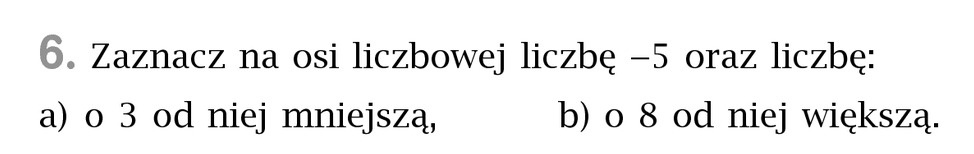 6. Zaznacz na osi liczbowej liczbę –5 oraz liczbę:
a) o 3 od niej mniejszą, b) o 8 od niej większą.